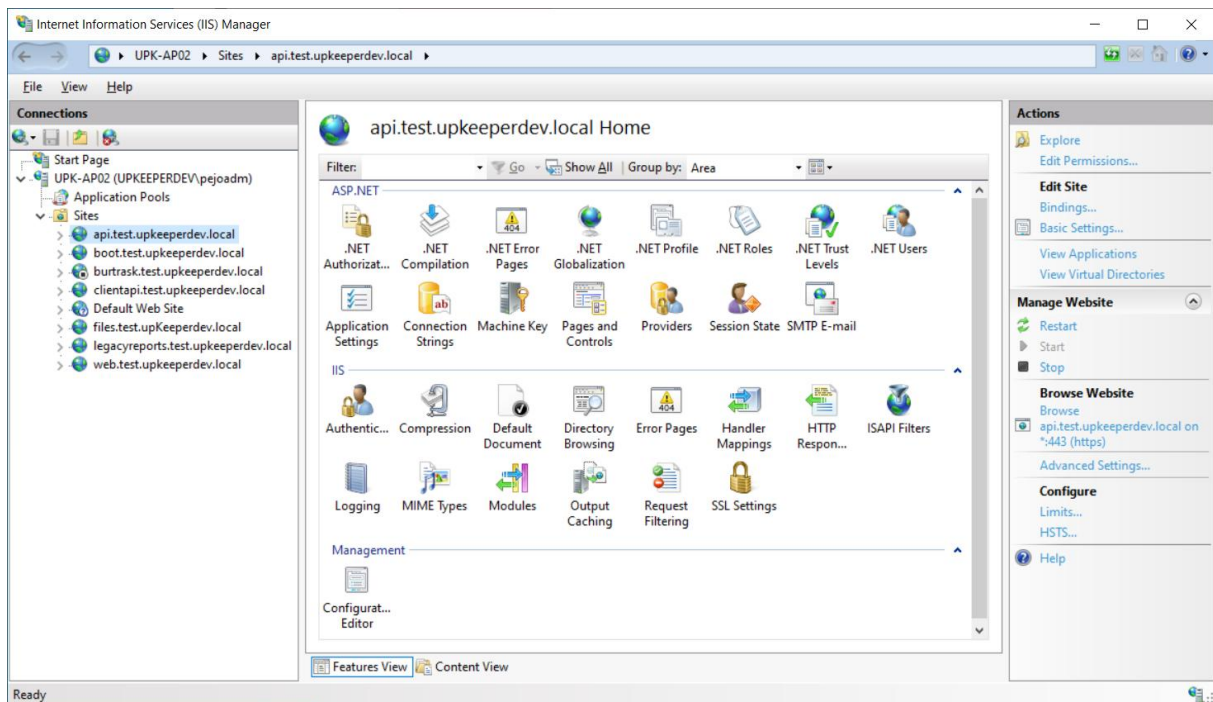 Internet Information Services (IIS) Manager
UPK-AP02 Sites api.test.upkeeperdev.local
File View Help
Connections
Start Page
UPK-AP02 (UPKEEPERDEV\pejoadm)
Application Pools
Sites
api.test.upkeeperdev.local
boot.test.upkeeperdev.local
burtrask.test.upkeeperdev.local
clientapi.test.upkeeperdev.local
Default Web Site
files.test.upKeeperdev.local
legacyreports.test.upkeeperdev.local
web.test.upkeeperdev.local
api.test.upkeeperdev.local Home
Filter: Go Show All Group by: Area
ASP.NET
.NET Authorizat...
.NET Compilation
404
.NET Error Pages
.NET Globalization
.NET Profile
.NET Roles
.NET Trust Levels
.NET Users
Application Settings
ab
Connection Strings
Machine Key
Pages and Controls
Providers
Session State
SMTP E-mail
IIS
Authentic...
Compression
Default Document
Directory Browsing
404
Error Pages
Handler Mappings
HTTP Respon...
ISAPI Filters
Logging
MIME Types
Modules
Output Caching
Request Filtering
SSL Settings
Management
Configurat... Editor
Features View Content View
Actions
Explore
Edit Permissions...
Edit Site
Bindings...
Basic Settings...
View Applications
View Virtual Directories
Manage Website
Restart
Start
Stop
Browse Website
Browse
api.test.upkeeperdev.local on
*:443 (https)
Advanced Settings...
Configure
Limits...
HSTS...
Help
Ready